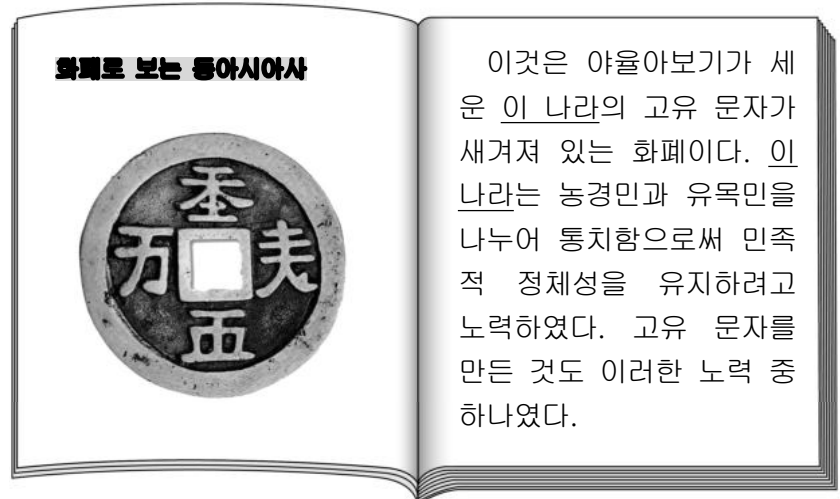 화폐로 보는 동아시아사
이것은 야율아보기가 세
운 이 나라의 고유 문자가
새겨져 있는 화폐이다. 이
나라는 농경민과 유목민을
나누어 통치함으로써 민족
적 정체성을 유지하려고
노력하였다. 고유 문자를
만든 것도 이러한 노력 중
하나였다.